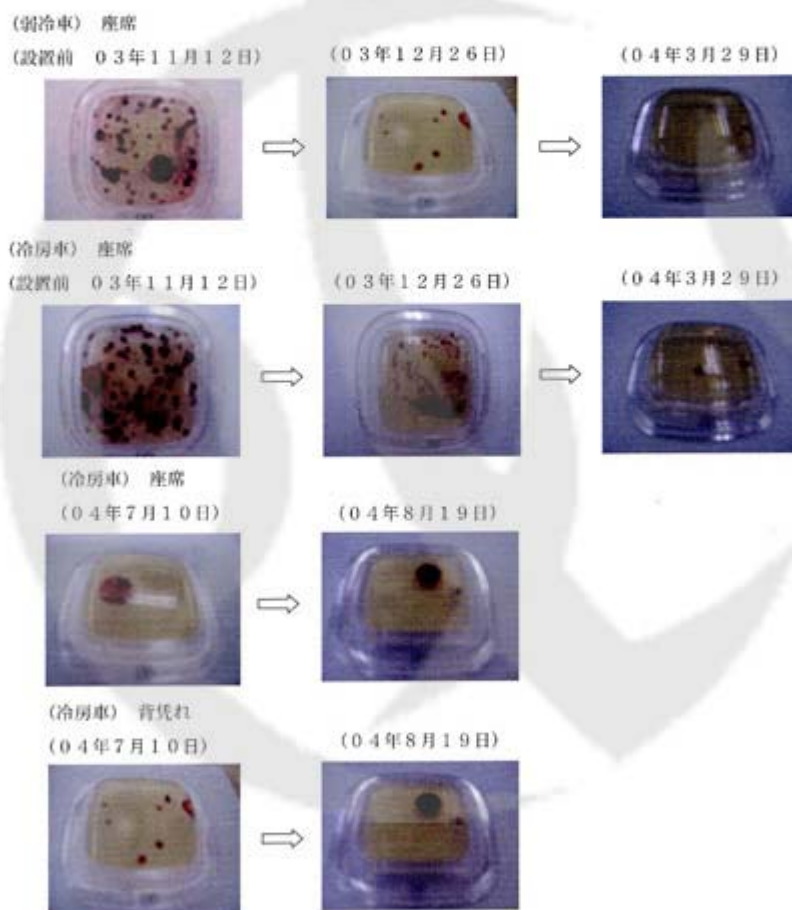 (弱冷車) 座席
(設置前 03年11月12日) (03年12月26日) (04年3月29日)
(冷房車) 座席
(設置前 03年11月12日) (03年12月26日) (04年3月29日)
(冷房車) 座席
(04年7月10日) (04年8月19日)
(冷房車) 背凭れ
(04年7月10日) (04年8月19日)